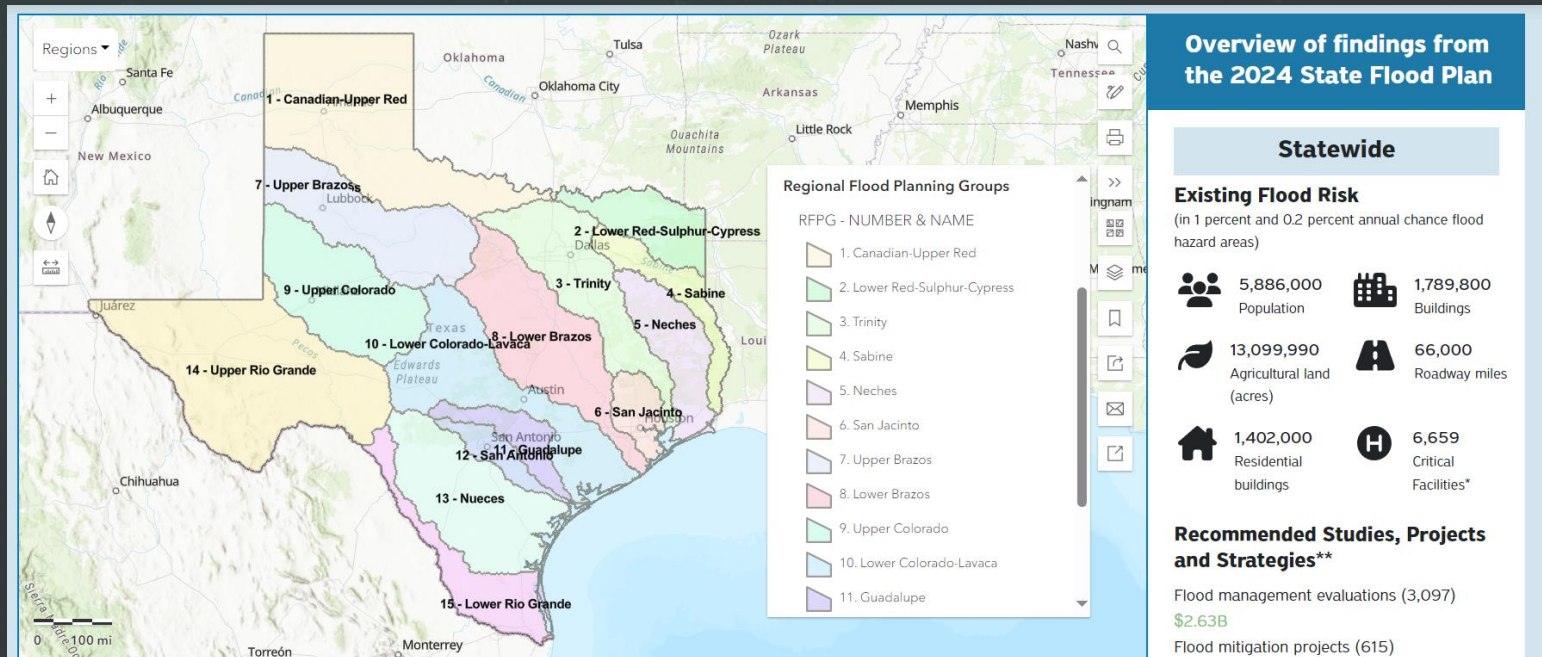 Regions
Santa Fe
Albuquerque
New Mexico
Canadian
1 - Canadian-Upper Red
Oklahoma
Tulsa
Canadian
Oklahoma City
Ozark
Plateau
Arkansas
Memphis
Little Rock
Ouachita
Mountains
Tennessee
7 - Upper Brazos
Lubbock
2 - Lower Red-Sulphur-Cypress
Dallas
Sabine
3 - Trinity
4 - Sabine
9 - Upper Colorado
5 - Neches
Juárez
Texas
8 - Lower Brazos
10 - Lower Colorado-Lavaca
Pecos
Edwards
Plateau
14 - Upper Rio Grande
Austin
6 - San Jacinto
Houston
San Antonio
11 - Guadalupe
12 - San Antonio
13 - Nueces
Chihuahua
15 - Lower Rio Grande
0 100 mi
Torreón
Monterrey
Regional Flood Planning Groups
RFPG - NUMBER & NAME
1. Canadian-Upper Red
2. Lower Red-Sulphur-Cypress
3. Trinity
4. Sabine
5. Neches
6. San Jacinto
7. Upper Brazos
8. Lower Brazos
9. Upper Colorado
10. Lower Colorado-Lavaca
11. Guadalupe
Overview of findings from
the 2024 State Flood Plan
Statewide
Existing Flood Risk
(in 1 percent and 0.2 percent annual chance flood
hazard areas)
5,886,000
Population
1,789,800
Buildings
13,099,990
Agricultural land
(acres)
66,000
Roadway miles
1,402,000
Residential
buildings
H
6,659
Critical
Facilities*
Recommended Studies, Projects
and Strategies**
Flood management evaluations (3,097)
$2.63B
Flood mitigation projects (615)